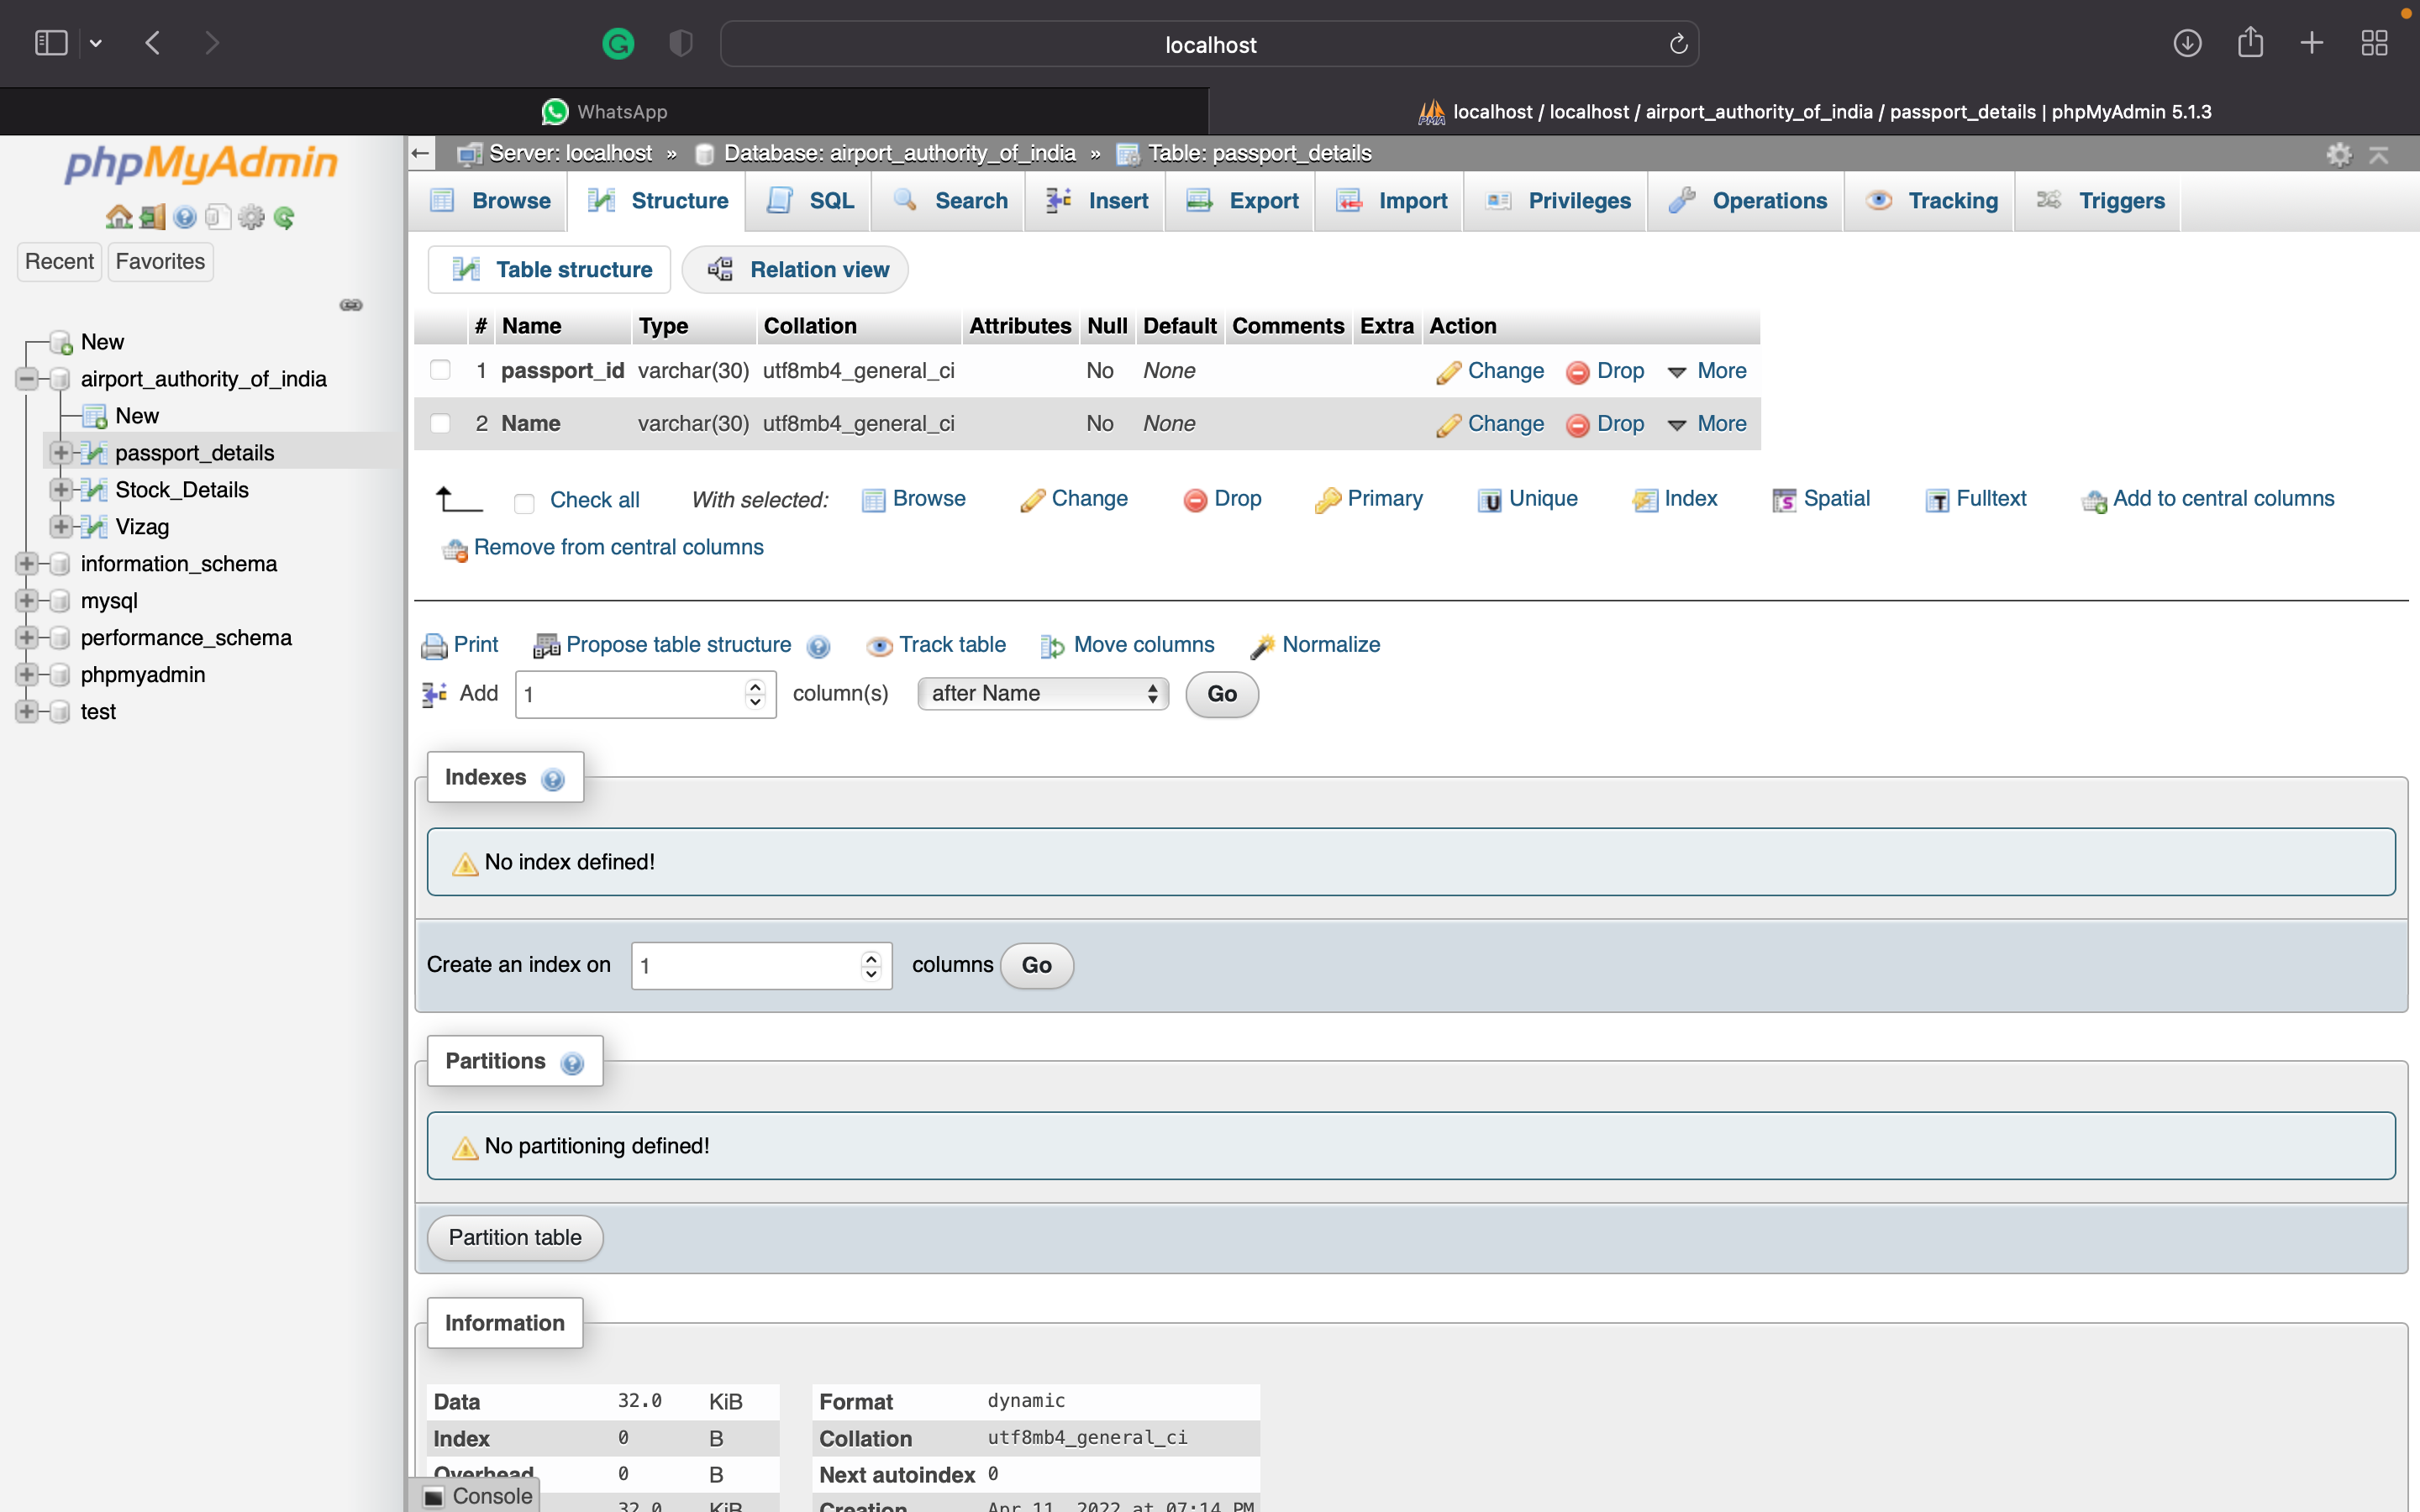 localhost
WhatsApp
localhost / localhost / airport_authority_of_india / passport_details | phpMyAdmin 5.1.3
phpMyAdmin
Recent Favorites
New
airport_authority_of_india
New
passport_details
Stock_Details
Vizag
information_schema
mysql
performance_schema
phpmyadmin
test
Server: localhost » Database: airport_authority_of_india » Table: passport_details
Browse Structure SQL Search Insert Export Import Privileges Operations Tracking Triggers
Table structure Relation view
# Name Type Collation Attributes Null Default Comments Extra Action
1 passport_id varchar(30) utf8mb4_general_ci No None Change Drop More
2 Name varchar(30) utf8mb4_general_ci No None Change Drop More
Check all With selected: Browse Change Drop Primary Unique Index Spatial Fulltext Add to central columns
Remove from central columns
Print Propose table structure Track table Move columns Normalize
Add 1 column(s) after Name Go
Indexes
No index defined!
Create an index on 1 columns Go
Partitions
No partitioning defined!
Partition table
Information
Data 32.0 KiB Format dynamic
Index 0 B Collation utf8mb4_general_ci
Overhead 0 B Next autoindex 0
Console 32.0 KiB Creation Apr 11, 2022 at 07:14 PM